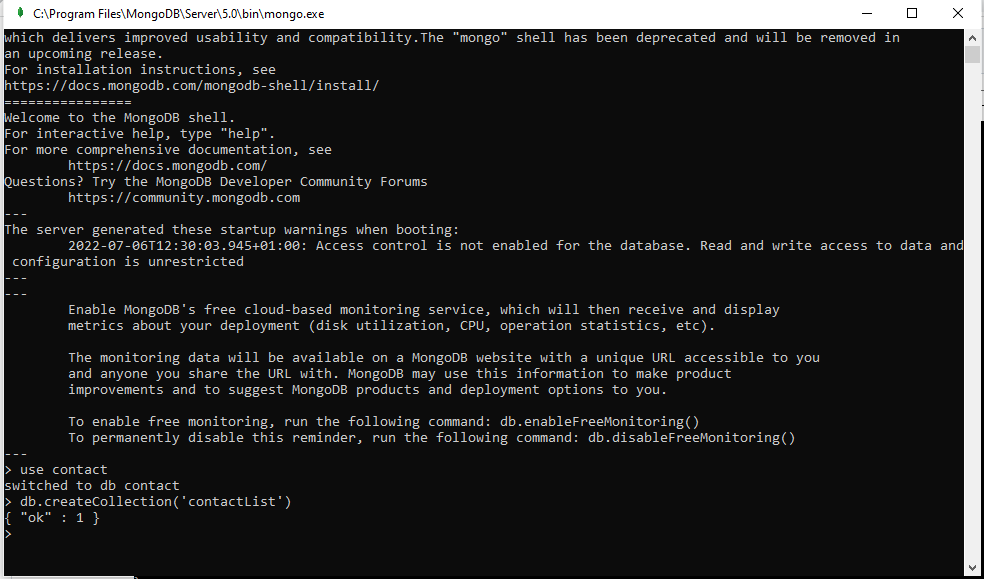 C:\Program Files\MongoDB\Server\5.0\bin\mongo.exe
which delivers improved usability and compatibility.The "mongo" shell has been deprecated and will be removed in
an upcoming release.
For installation instructions, see
https://docs.mongodb.com/mongodb-shell/install/
================
Welcome to the MongoDB shell.
For interactive help, type "help".
For more comprehensive documentation, see
        https://docs.mongodb.com/
Questions? Try the MongoDB Developer Community Forums
        https://community.mongodb.com
---
The server generated these startup warnings when booting:
        2022-07-06T12:30:03.945+01:00: Access control is not enabled for the database. Read and write access to data and
 configuration is unrestricted
---
---
        Enable MongoDB's free cloud-based monitoring service, which will then receive and display
        metrics about your deployment (disk utilization, CPU, operation statistics, etc).

        The monitoring data will be available on a MongoDB website with a unique URL accessible to you
        and anyone you share the URL with. MongoDB may use this information to make product
        improvements and to suggest MongoDB products and deployment options to you.

        To enable free monitoring, run the following command: db.enableFreeMonitoring()
        To permanently disable this reminder, run the following command: db.disableFreeMonitoring()
---
> use contact
switched to db contact
> db.createCollection('contactList')
{ "ok" : 1 }
>